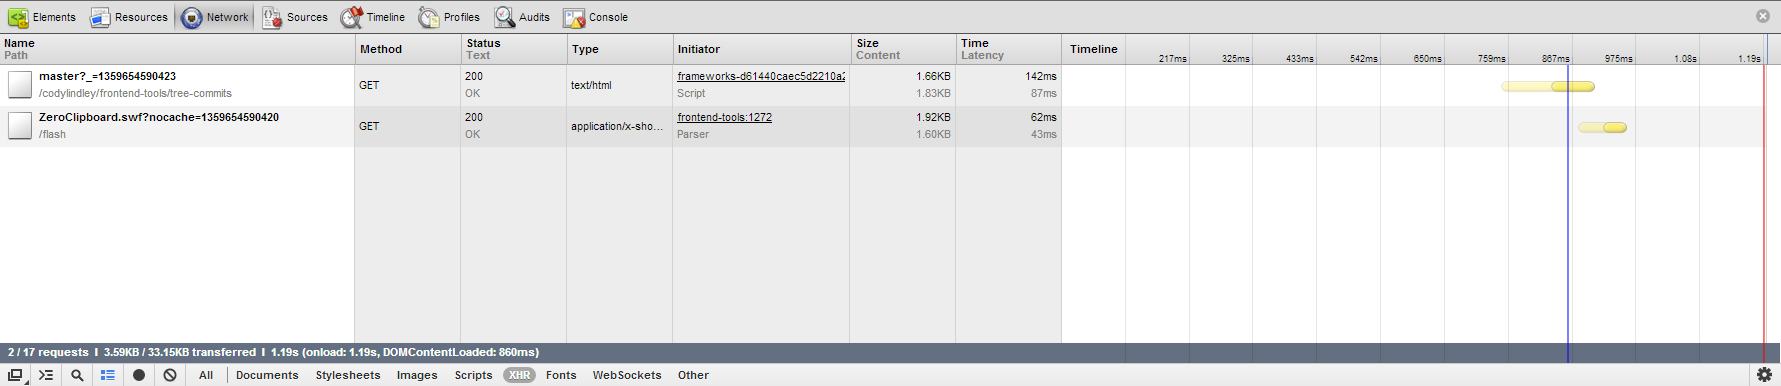 Elements Resources Network Sources Timeline Profiles Audits Console
Name Method Status Type Initiator Size Time Timeline
Path Text Content Latency
217ms 325ms 433ms 542ms 650ms 759ms 867ms 975ms 1.08s 1.19s
master?_=1359654590423 GET 200 text/html frameworks-d61440caec5d2210a2 1.66KB 142ms
/codylindley/frontend-tools/tree-commits OK Script 1.83KB 87ms
ZeroClipboard.swf?nocache=1359654590420 GET 200 application/x-sho... frontend-tools:1272 1.92KB 62ms
/flash OK Parser 1.60KB 43ms
2 / 17 requests I 3.59KB / 33.15KB transferred I 1.19s (onload: 1.19s, DOMContentLoaded: 860ms)
All Documents Stylesheets Images Scripts XHR Fonts WebSockets Other